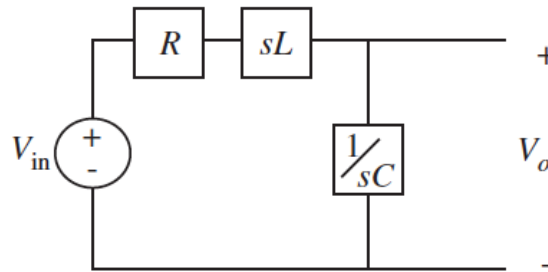 R sL
+
V_in + -
1/sC
V_o
-